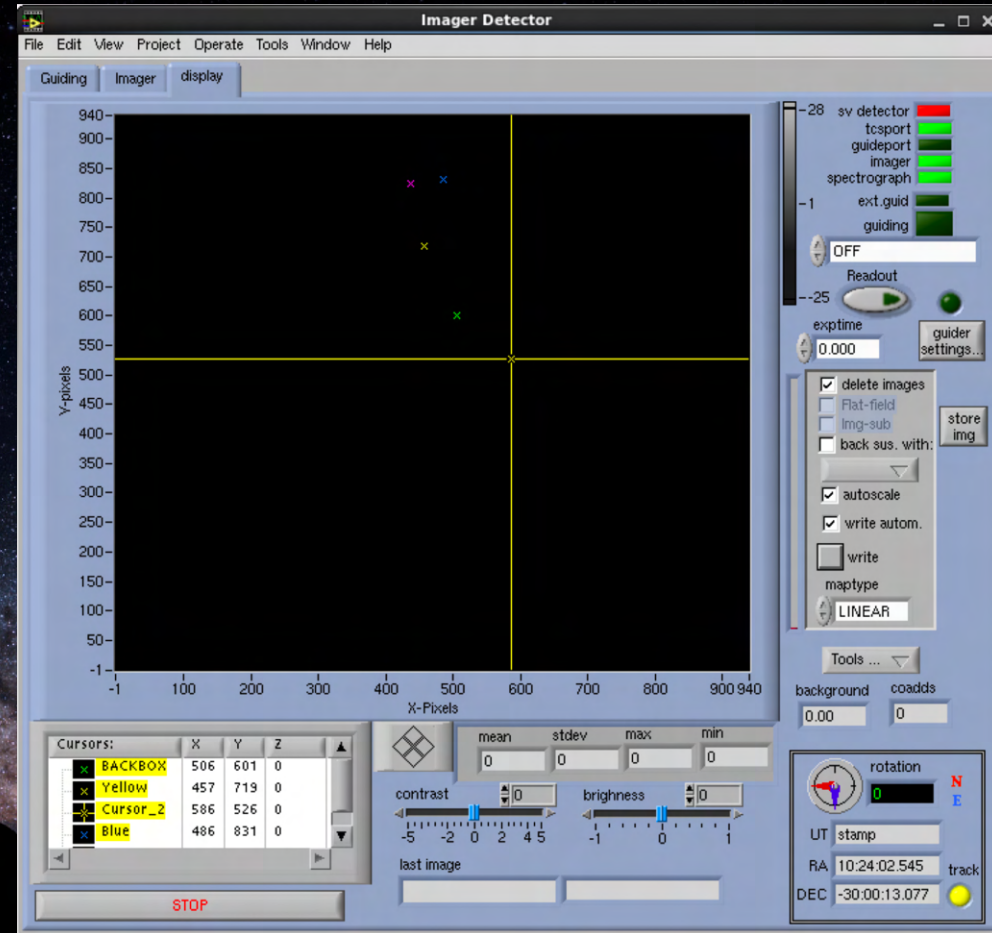 Imager Detector
File Edit View Project Operate Tools Window Help
Guiding Imager display
940
900
850
800
750
700
650
600
550
500
450
400
350
300
250
200
150
100
50
-1
Y-pixels
-1 100 200 300 400 500 600 700 800 900 940
X-Pixels
-28
-1
--25
sv detector
tcsport
guideport
imager
spectrograph
ext.guid
guiding
OFF
Readout
exptime
0.000
guider
settings...
delete images
Flat-field
Img-sub
back sus. with:
autoscale
write autom.
write
maptype
LINEAR
store
img
Tools ...
background coadds
0.00 0
Cursors: X Y Z
BACKBOX 506 601 0
Yellow 457 719 0
Cursor_2 586 526 0
Blue 486 831 0
STOP
mean stdev max min
0 0 0 0
contrast 0 brighness 0
-5 -2 0 2 4 5 -1 0 1
last image
rotation
0
N
E
UT stamp
RA 10:24:02.545
DEC -30:00:13.077
track